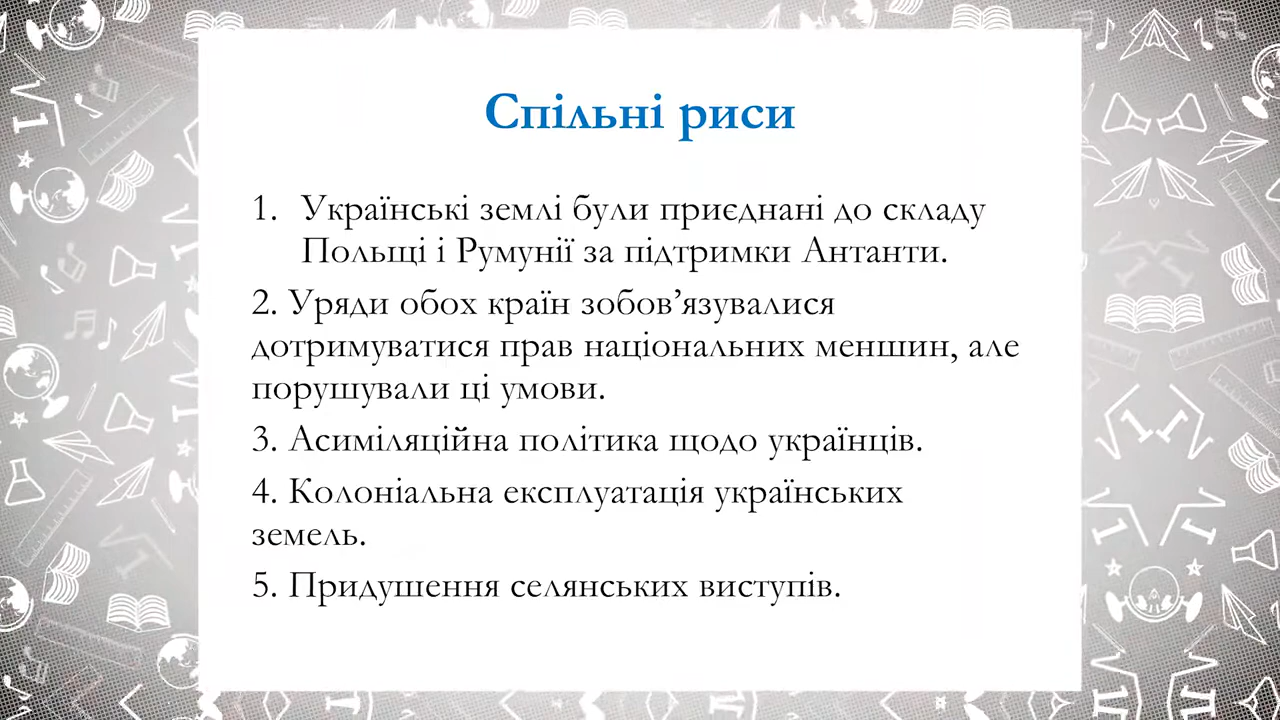 Спільні риси
1. Українські землі були приєднані до складу
Польщі і Румунії за підтримки Антанти.
2. Уряди обох країн зобов’язувалися
дотримуватися прав національних меншин, але
порушували ці умови.
3. Асиміляційна політика щодо українців.
4. Колоніальна експлуатація українських
земель.
5. Придушення селянських виступів.